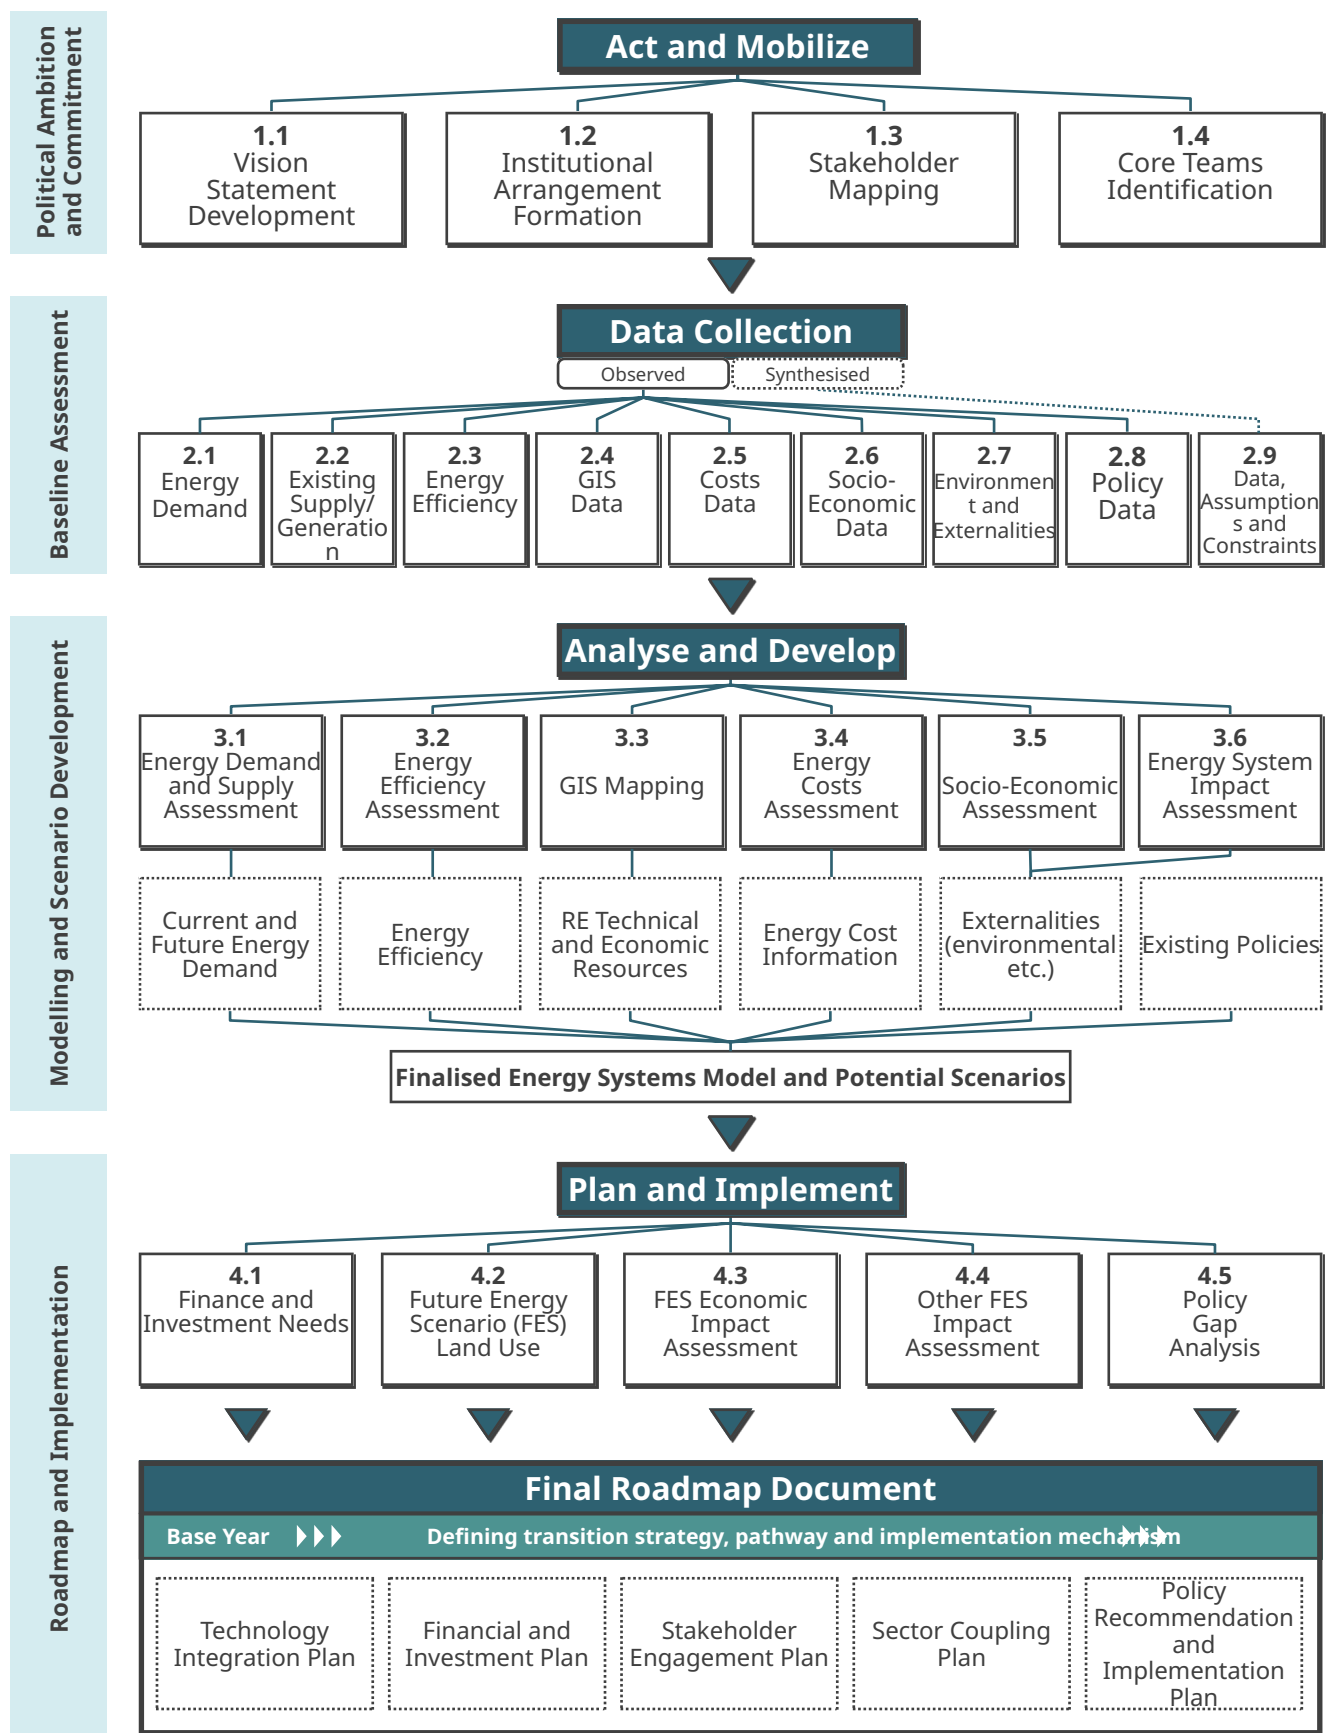 Political Ambition
and Commitment
Act and Mobilize
1.1
Vision
Statement
Development
1.2
Institutional
Arrangement
Formation
1.3
Stakeholder
Mapping
1.4
Core Teams
Identification
Baseline Assessment
Data Collection
Observed
Synthesised
2.1
Energy
Demand
2.2
Existing
Supply/
Generatio
n
2.3
Energy
Efficiency
2.4
GIS
Data
2.5
Costs
Data
2.6
Socio-
Economic
Data
2.7
Environmen
t and
Externalities
2.8
Policy
Data
2.9
Data,
Assumption
s and
Constraints
Modelling and Scenario Development
Analyse and Develop
3.1
Energy Demand
and Supply
Assessment
3.2
Energy
Efficiency
Assessment
3.3
GIS Mapping
3.4
Energy
Costs
Assessment
3.5
Socio-Economic
Assessment
3.6
Energy System
Impact
Assessment
Current and
Future Energy
Demand
Energy
Efficiency
RE Technical
and Economic
Resources
Energy Cost
Information
Externalities
(environmental
etc.)
Existing Policies
Finalised Energy Systems Model and Potential Scenarios
Roadmap and Implementation
Plan and Implement
4.1
Finance and
Investment Needs
4.2
Future Energy
Scenario (FES)
Land Use
4.3
FES Economic
Impact
Assessment
4.4
Other FES
Impact
Assessment
4.5
Policy
Gap
Analysis
Final Roadmap Document
Base Year
Defining transition strategy, pathway and implementation mechanism
Technology
Integration Plan
Financial and
Investment Plan
Stakeholder
Engagement Plan
Sector Coupling
Plan
Policy
Recommendation
and
Implementation
Plan